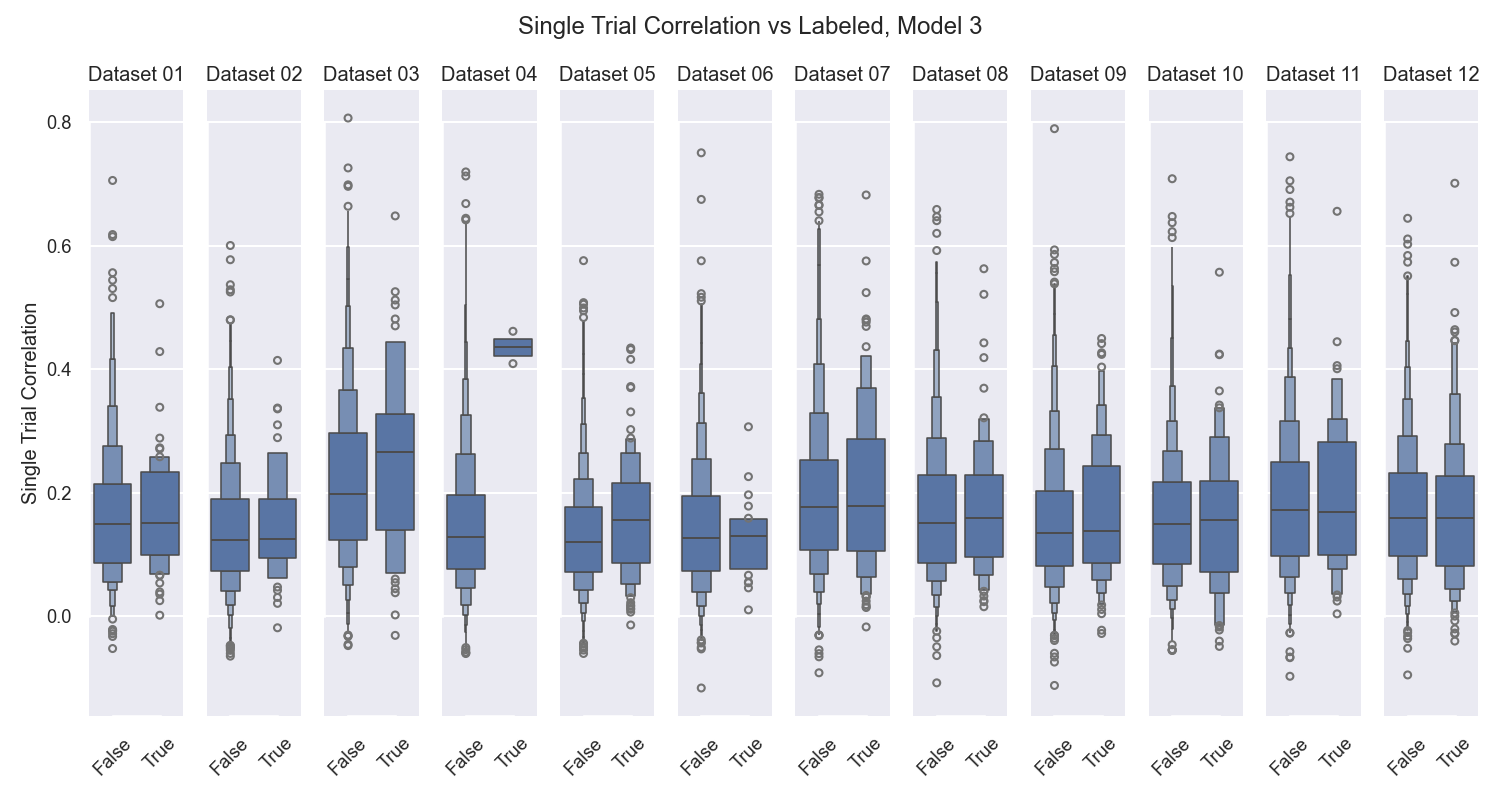 Single Trial Correlation vs Labeled, Model 3
Dataset 01
Dataset 02
Dataset 03
Dataset 04
Dataset 05
Dataset 06
Dataset 07
Dataset 08
Dataset 09
Dataset 10
Dataset 11
Dataset 12
Single Trial Correlation
0.8
0.6
0.4
0.2
0.0
False
True
False
True
False
True
False
True
False
True
False
True
False
True
False
True
False
True
False
True
False
True
False
True